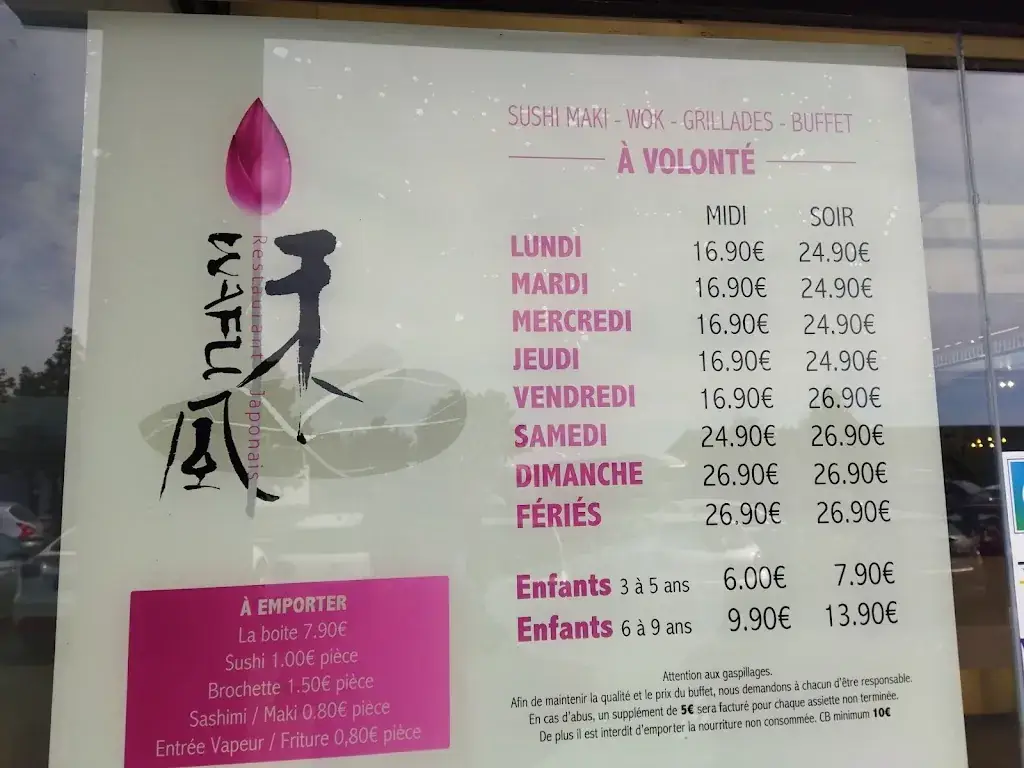 WAFU
Restaurant Japonais
SUSHI MAKI - WOK - GRILLADES - BUFFET
À VOLONTÉ
MIDI SOIR
LUNDI 16.90€ 24.90€
MARDI 16.90€ 24.90€
MERCREDI 16.90€ 24.90€
JEUDI 16.90€ 24.90€
VENDREDI 16.90€ 26.90€
SAMEDI 24.90€ 26.90€
DIMANCHE 26.90€ 26.90€
FÉRIÉS 26.90€ 26.90€
Enfants 3 à 5 ans 6.00€ 7.90€
Enfants 6 à 9 ans 9.90€ 13.90€
Attention aux gaspillages.
Afin de maintenir la qualité et le prix du buffet, nous demandons à chacun d'être responsable.
En cas d'abus, un supplément de 5€ sera facturé pour chaque assiette non terminée.
De plus il est interdit d'emporter la nourriture non consommée. CB minimum 10€
À EMPORTER
La boite 7.90€
Sushi 1.00€ pièce
Brochette 1.50€ pièce
Sashimi / Maki 0.80€ pièce
Entrée Vapeur / Friture 0,80€ pièce